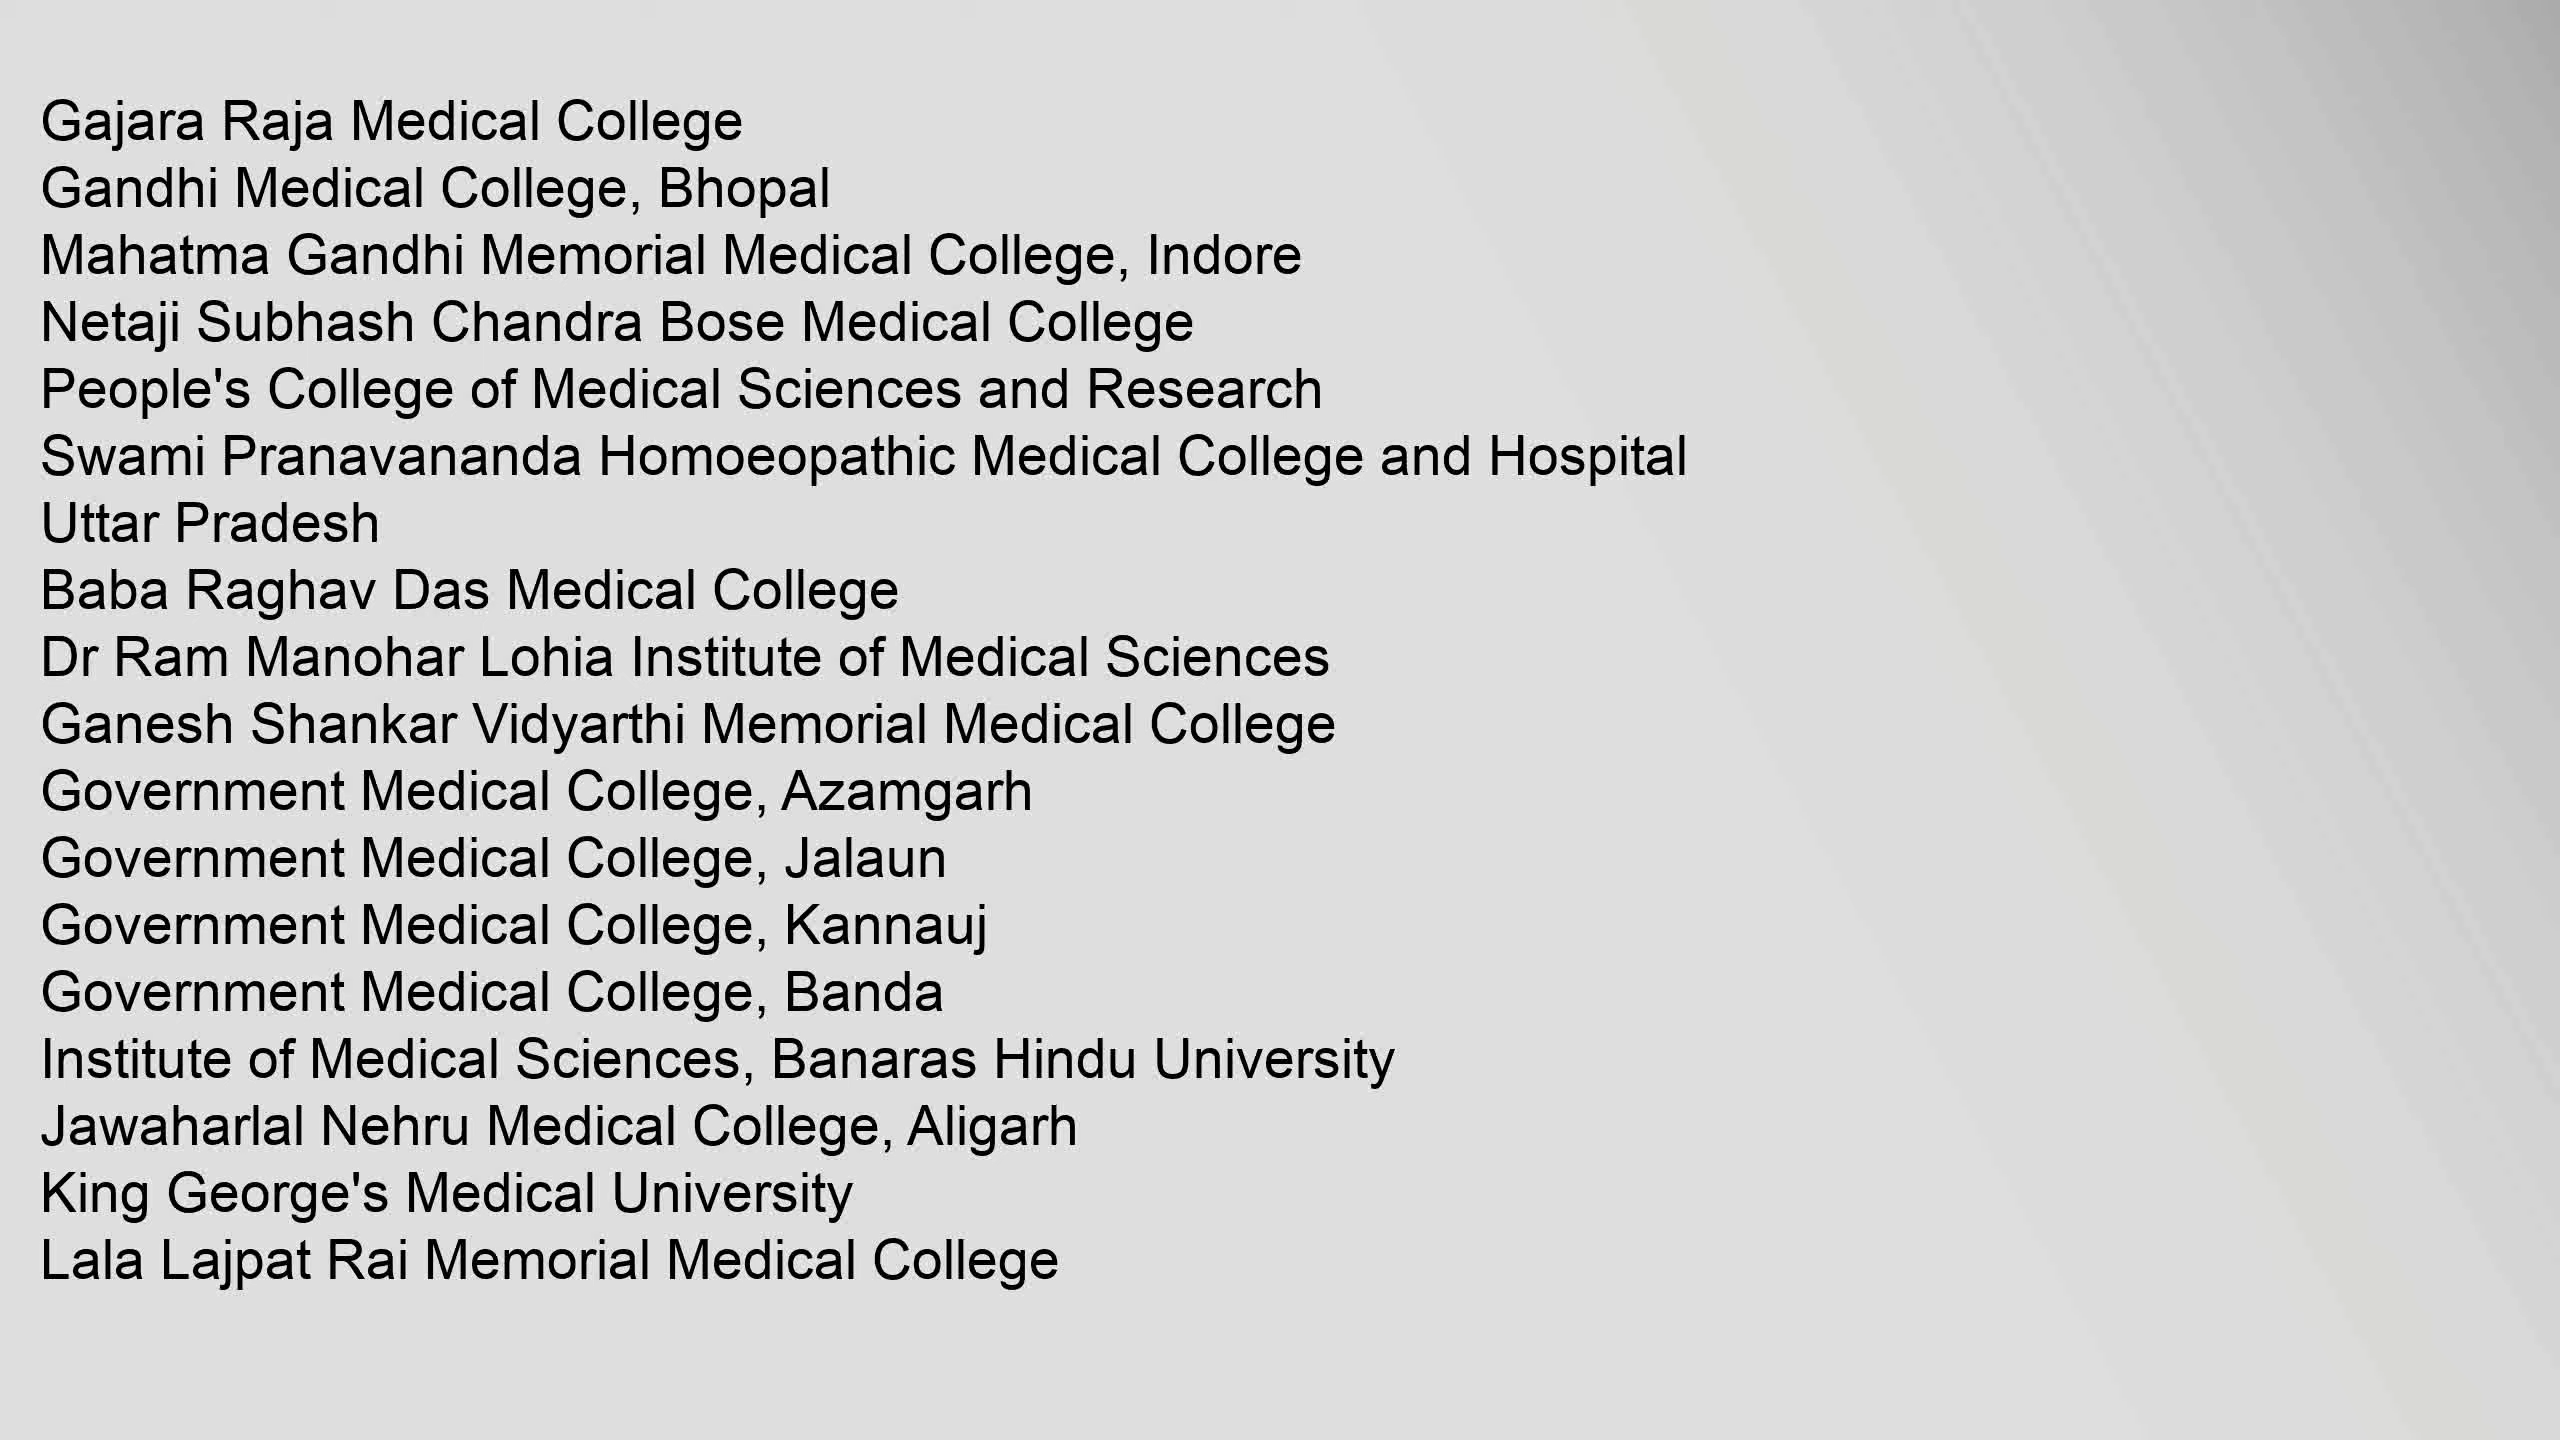 Gajara Raja Medical College
Gandhi Medical College, Bhopal
Mahatma Gandhi Memorial Medical College, Indore
Netaji Subhash Chandra Bose Medical College
People's College of Medical Sciences and Research
Swami Pranavananda Homoeopathic Medical College and Hospital
Uttar Pradesh
Baba Raghav Das Medical College
Dr Ram Manohar Lohia Institute of Medical Sciences
Ganesh Shankar Vidyarthi Memorial Medical College
Government Medical College, Azamgarh
Government Medical College, Jalaun
Government Medical College, Kannauj
Government Medical College, Banda
Institute of Medical Sciences, Banaras Hindu University
Jawaharlal Nehru Medical College, Aligarh
King George's Medical University
Lala Lajpat Rai Memorial Medical College